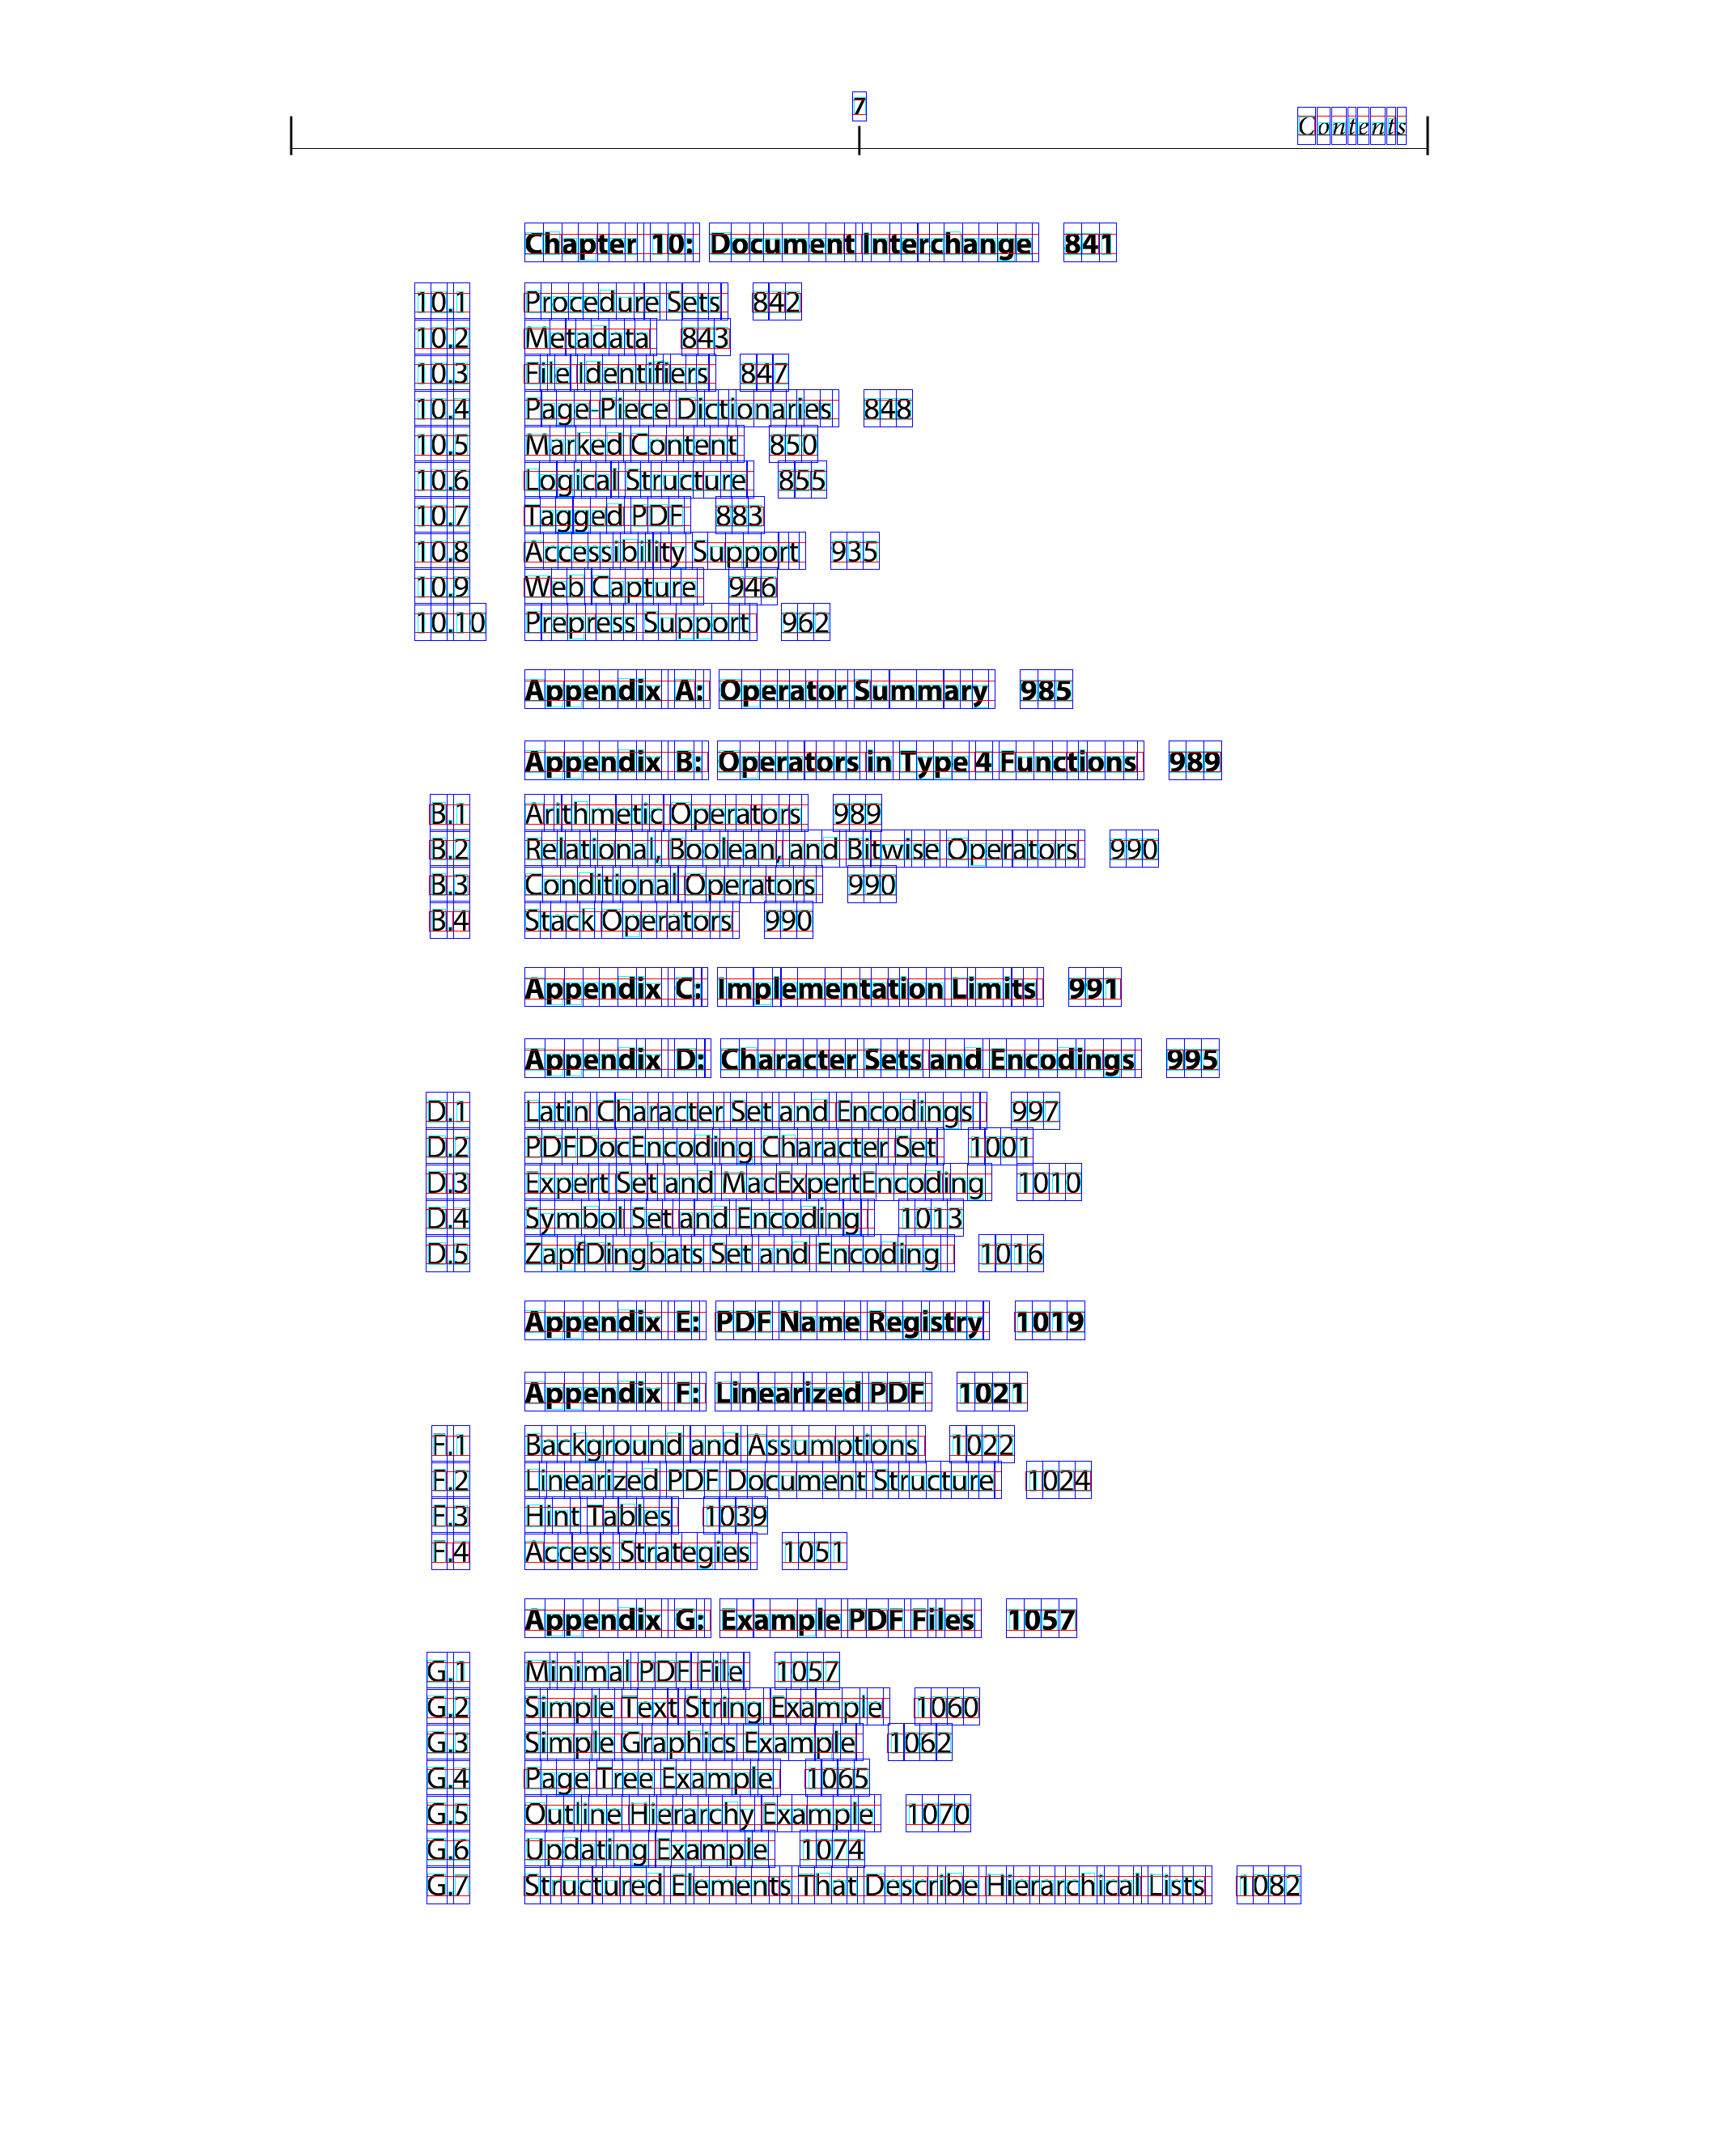 7
Contents
Chapter 10: Document Interchange 841
10.1 Procedure Sets 842
10.2 Metadata 843
10.3 File Identifiers 847
10.4 Page-Piece Dictionaries 848
10.5 Marked Content 850
10.6 Logical Structure 855
10.7 Tagged PDF 883
10.8 Accessibility Support 935
10.9 Web Capture 946
10.10 Prepress Support 962
Appendix A: Operator Summary 985
Appendix B: Operators in Type 4 Functions 989
B.1 Arithmetic Operators 989
B.2 Relational, Boolean, and Bitwise Operators 990
B.3 Conditional Operators 990
B.4 Stack Operators 990
Appendix C: Implementation Limits 991
Appendix D: Character Sets and Encodings 995
D.1 Latin Character Set and Encodings 997
D.2 PDFDocEncoding Character Set 1001
D.3 Expert Set and MacExpertEncoding 1010
D.4 Symbol Set and Encoding 1013
D.5 ZapfDingbats Set and Encoding 1016
Appendix E: PDF Name Registry 1019
Appendix F: Linearized PDF 1021
F.1 Background and Assumptions 1022
F.2 Linearized PDF Document Structure 1024
F.3 Hint Tables 1039
F.4 Access Strategies 1051
Appendix G: Example PDF Files 1057
G.1 Minimal PDF File 1057
G.2 Simple Text String Example 1060
G.3 Simple Graphics Example 1062
G.4 Page Tree Example 1065
G.5 Outline Hierarchy Example 1070
G.6 Updating Example 1074
G.7 Structured Elements That Describe Hierarchical Lists 1082